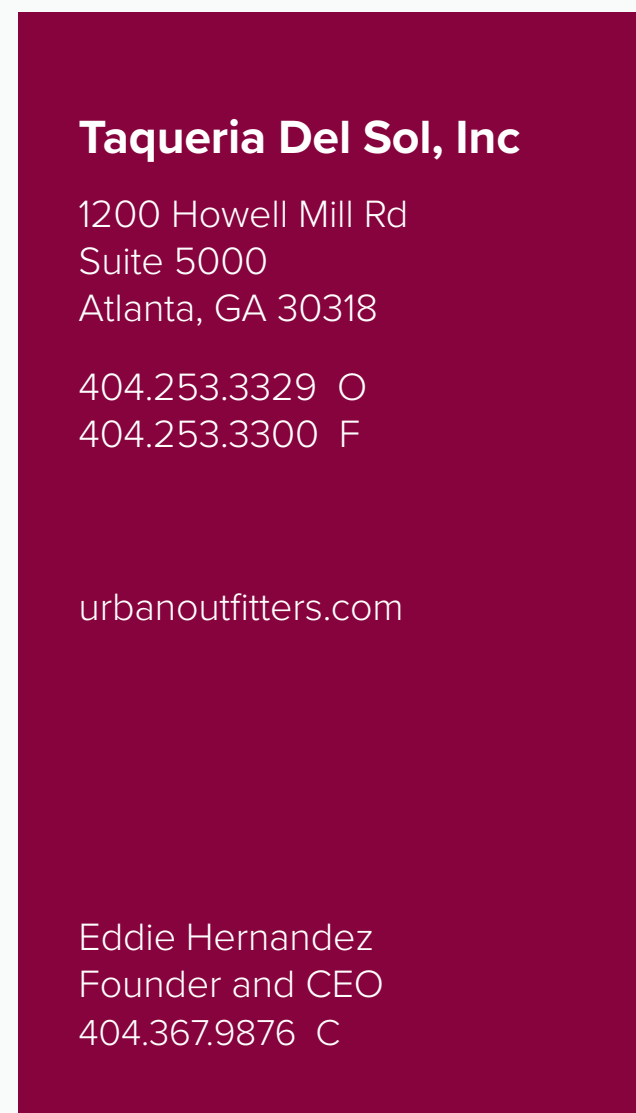 Taqueria Del Sol, Inc
1200 Howell Mill Rd
Suite 5000
Atlanta, GA 30318
404.253.3329 O
404.253.3300 F
urbanoutfitters.com
Eddie Hernandez
Founder and CEO
404.367.9876 C